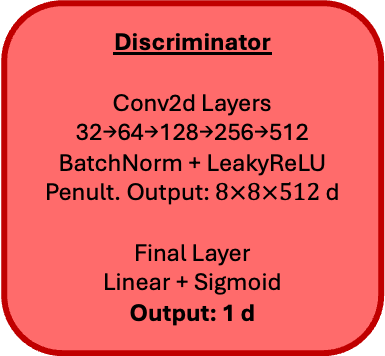 Discriminator
Conv2d Layers
32→64→128→256→512
BatchNorm + LeakyReLU
Penult. Output: 8×8×512 d
Final Layer
Linear + Sigmoid
Output: 1 d